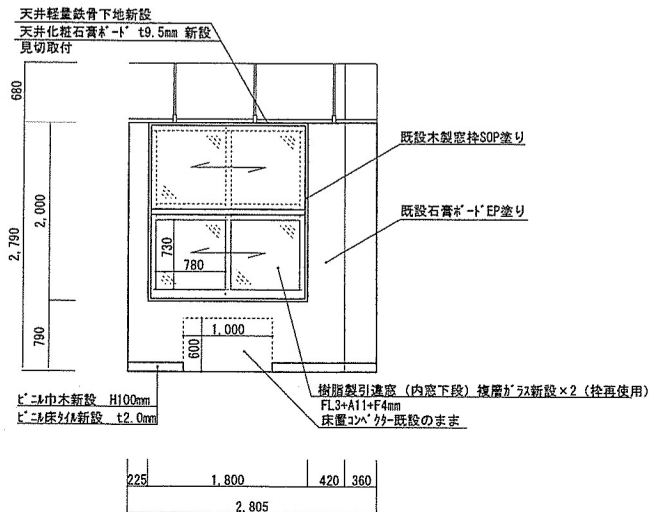 天井軽量鉄骨下地新設
天井化粧石膏ﾎﾞｰﾄﾞ t9.5mm 新設
見切取付
680
既設木製窓枠SOP塗り
2,000
既設石膏ﾎﾞｰﾄﾞEP塗り
2,790
730
780
790
600
1,000
樹脂製引違窓（内窓下段）複層ｶﾞﾗｽ新設×2（枠再使用）
FL3+A11+F4mm
床置ｺﾝﾍﾞｸﾀｰ既設のまま
ﾋﾞﾆﾙ巾木新設 H100mm
ﾋﾞﾆﾙ床ﾀｲﾙ新設 t2.0mm
225
1,800
420
360
2,805